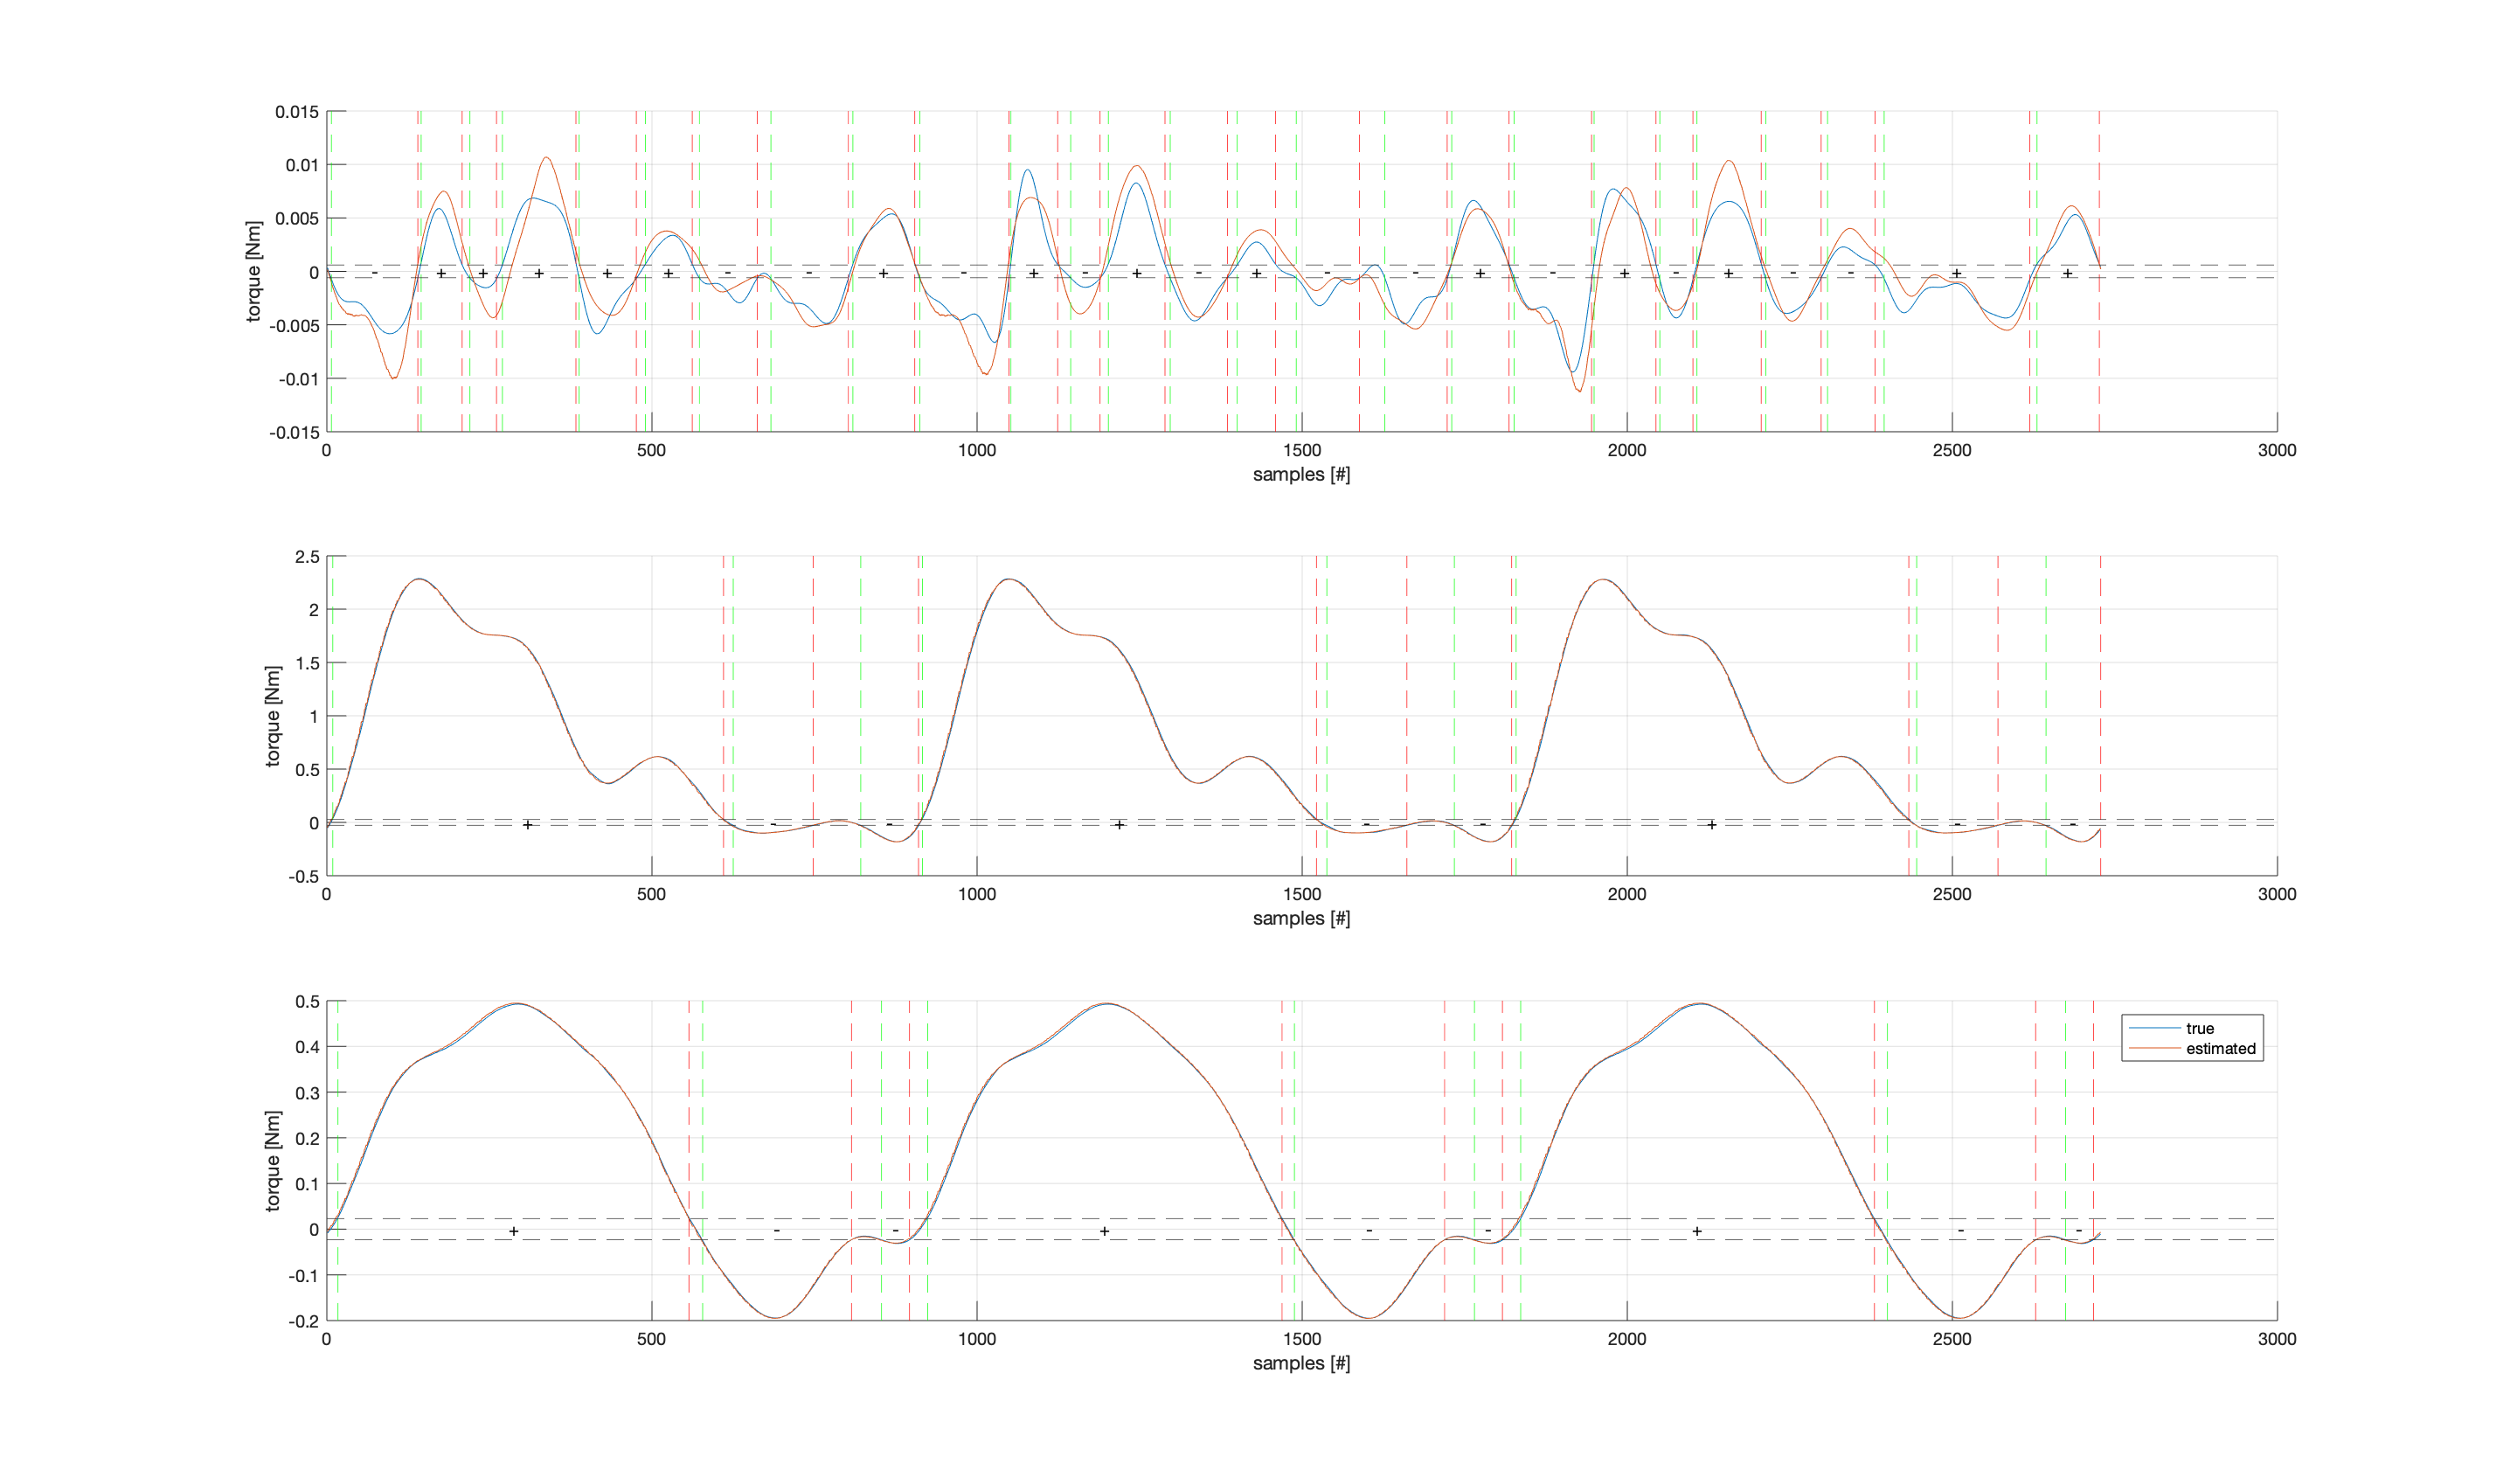 0.015
0.01
0.005
0
-0.005
-0.01
-0.015
torque [Nm]
- + + + + + - - + - + - + - + - - + - + - + - - + +
0 500 1000 1500 2000 2500 3000
samples [#]
2.5
2
1.5
1
0.5
0
-0.5
torque [Nm]
+ - - + - - + - -
0 500 1000 1500 2000 2500 3000
samples [#]
0.5
0.4
0.3
0.2
0.1
0
-0.1
-0.2
torque [Nm]
true
estimated
+ - - + - - + - -
0 500 1000 1500 2000 2500 3000
samples [#]